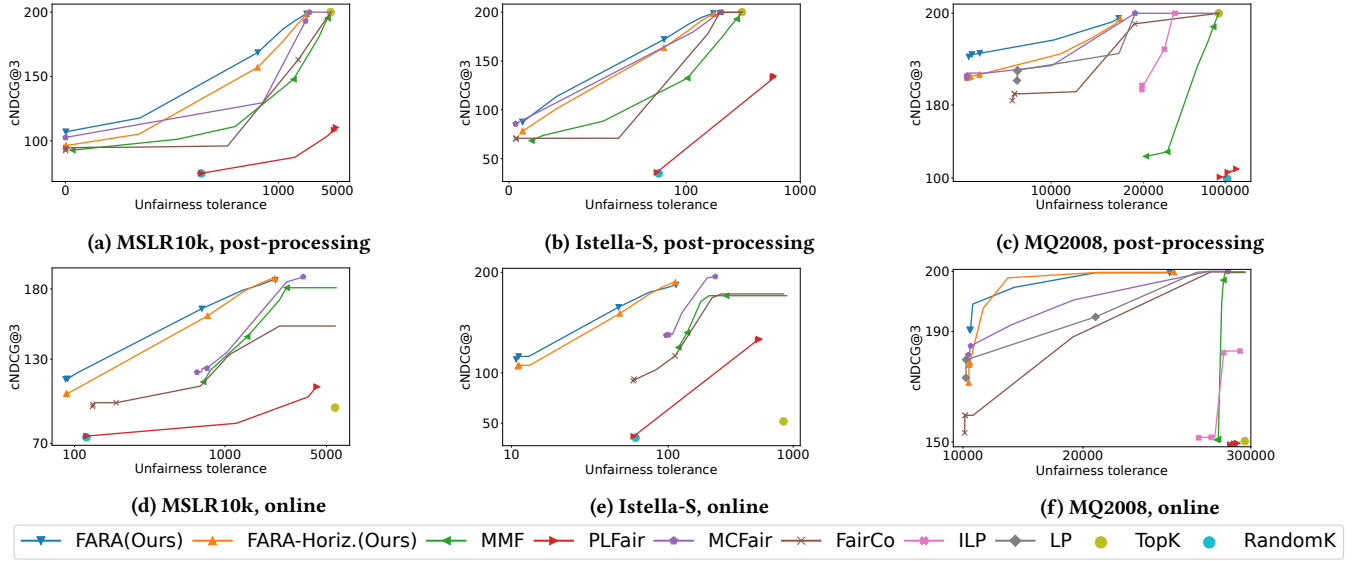 200
150
100
cNDCG@3
0
1000
5000
Unfairness tolerance
(a) MSLR10k, post-processing
200
150
100
50
cNDCG@3
0
100
1000
Unfairness tolerance
(b) Istella-S, post-processing
200
180
100
cNDCG@3
10000
20000
100000
Unfairness tolerance
(c) MQ2008, post-processing
180
130
70
cNDCG@3
100
1000
5000
Unfairness tolerance
(d) MSLR10k, online
200
100
50
cNDCG@3
10
100
1000
Unfairness tolerance
(e) Istella-S, online
200
190
150
cNDCG@3
10000
20000
300000
Unfairness tolerance
(f) MQ2008, online
FARA(Ours) FARA-Horiz.(Ours) MMF PLFair MCFair FairCo ILP LP TopK RandomK